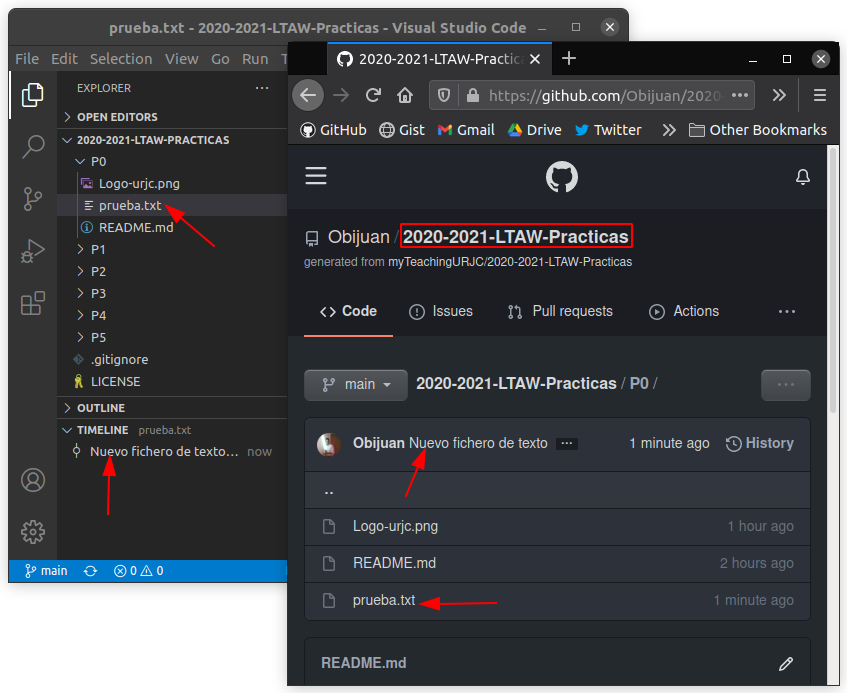 prueba.txt - 2020-2021-LTAW-Practicas - Visual Studio Code
File Edit Selection View Go Run
EXPLORER
OPEN EDITORS
2020-2021-LTAW-PRACTICAS
P0
Logo-urjc.png
prueba.txt
README.md
P1
P2
P3
P4
P5
.gitignore
LICENSE
OUTLINE
TIMELINE prueba.txt
Nuevo fichero de texto... now
main 0 0
2020-2021-LTAW-Practic
https://github.com/Obijuan/2020-
GitHub Gist Gmail Drive Twitter Other Bookmarks
Obijuan / 2020-2021-LTAW-Practicas
generated from myTeachingURJC/2020-2021-LTAW-Practicas
Code Issues Pull requests Actions ...
main 2020-2021-LTAW-Practicas / P0 / ...
Obijuan Nuevo fichero de texto ... 1 minute ago History
..
Logo-urjc.png 1 hour ago
README.md 2 hours ago
prueba.txt 1 minute ago
README.md